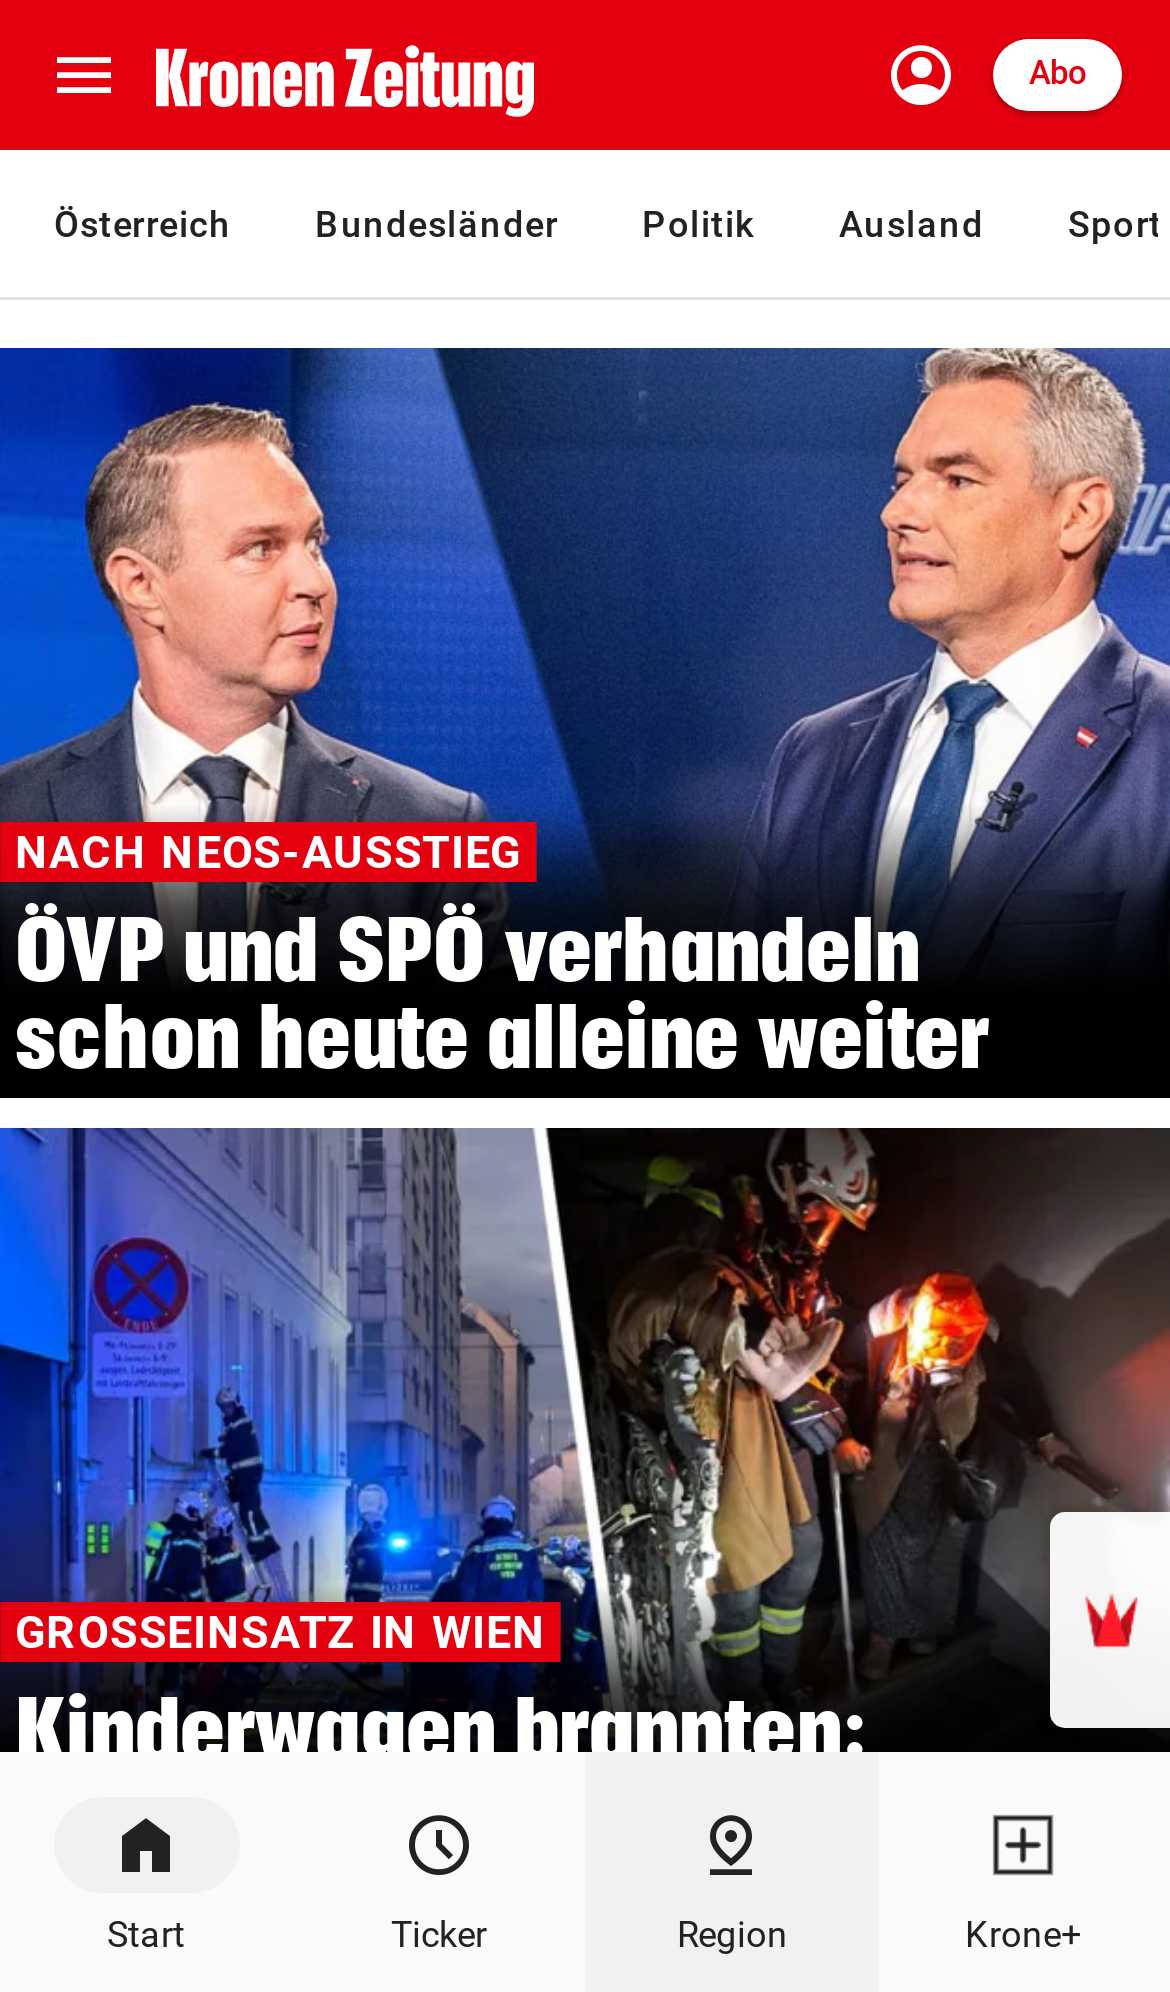 Kronen Zeitung
Abo
Österreich Bundesländer Politik Ausland Sport
NACH NEOS-AUSSTIEG
ÖVP und SPÖ verhandeln
schon heute alleine weiter
ENDE
GROSSEINSATZ IN WIEN
Kinderwagen brannten:
Start Ticker Region Krone+